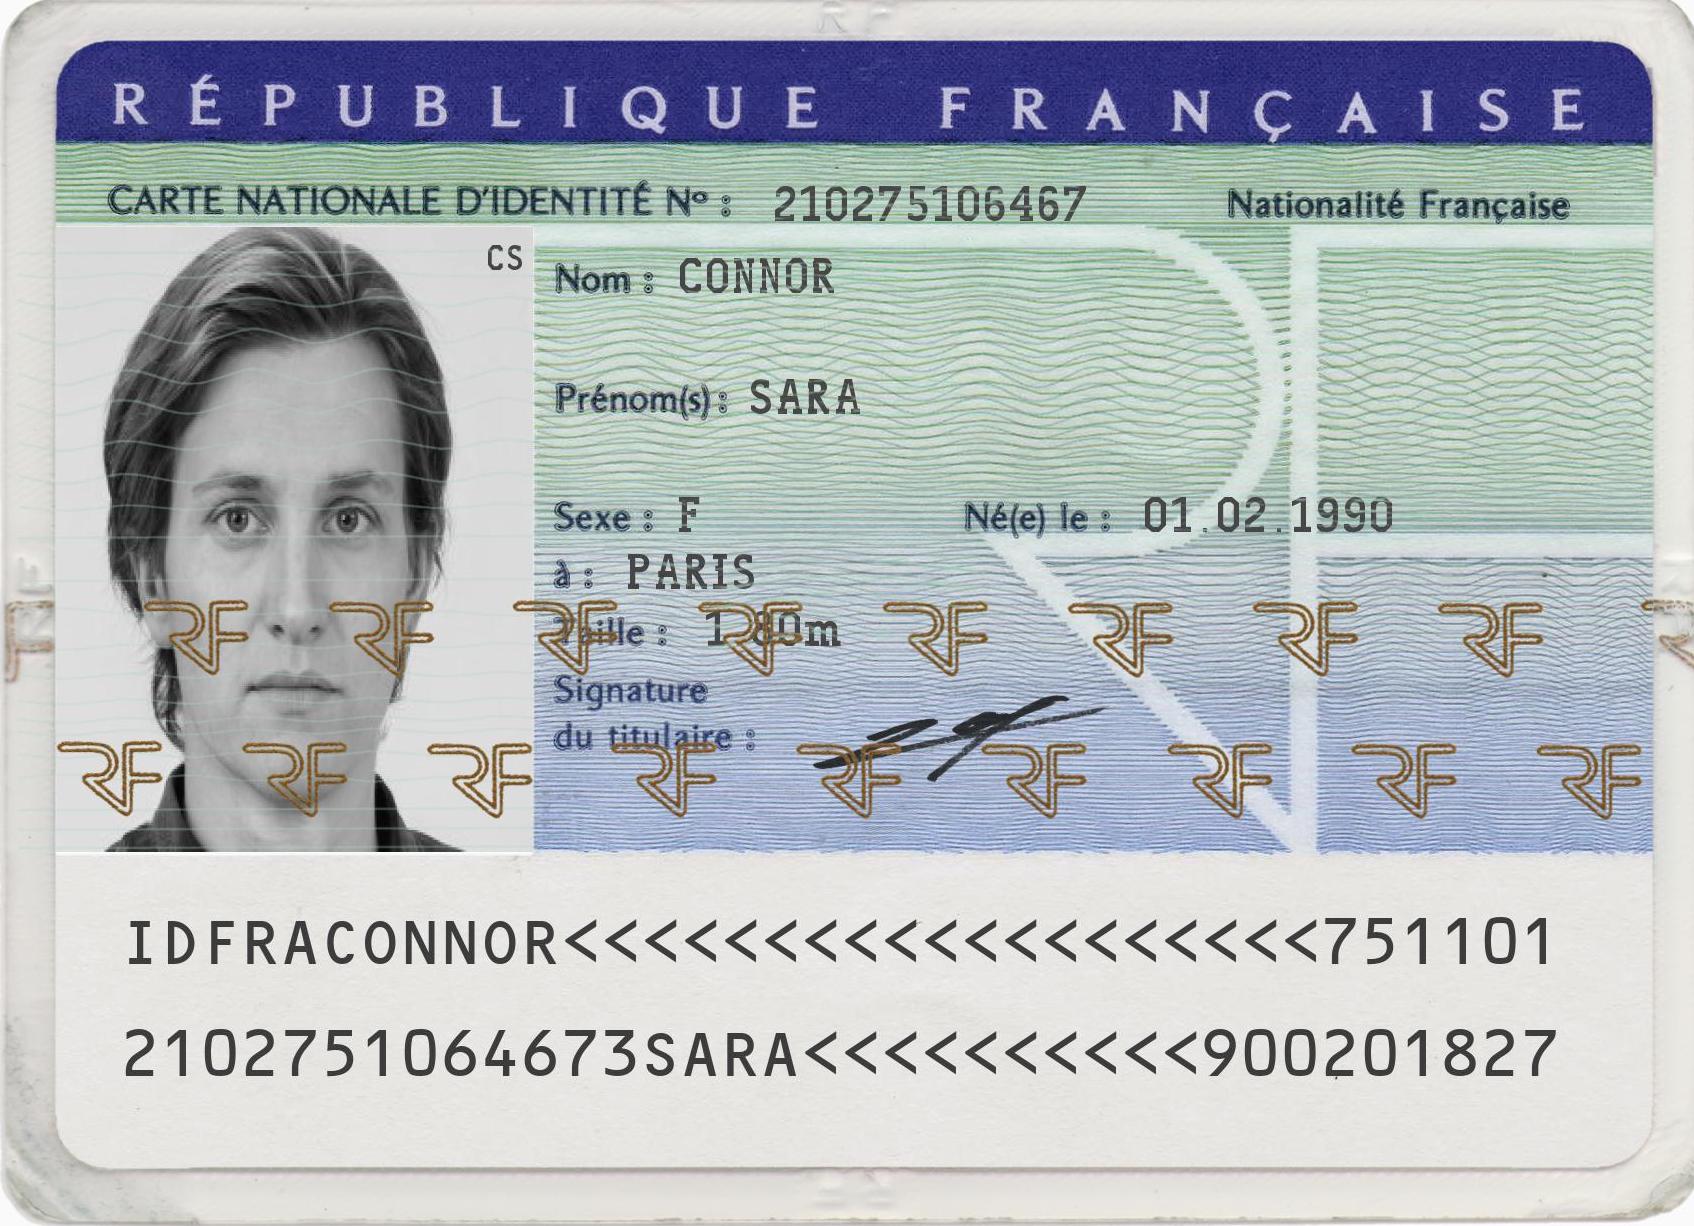 RÉPUBLIQUE FRANÇAISE
CARTE NATIONALE D'IDENTITÉ Nº : 210275106467 Nationalité Française
CS
Nom : CONNOR
Prénom(s) : SARA
Sexe : F Né(e) le : 01.02.1990
à : PARIS
Taille : 1,80m
Signature
du titulaire :
RF RF RF RF RF RF RF RF
RF RF RF RF RF RF RF RF RF
IDFRACONNOR<<<<<<<<<<<<<<<<<<<751101
2102751064673SARA<<<<<<<<<<900201827